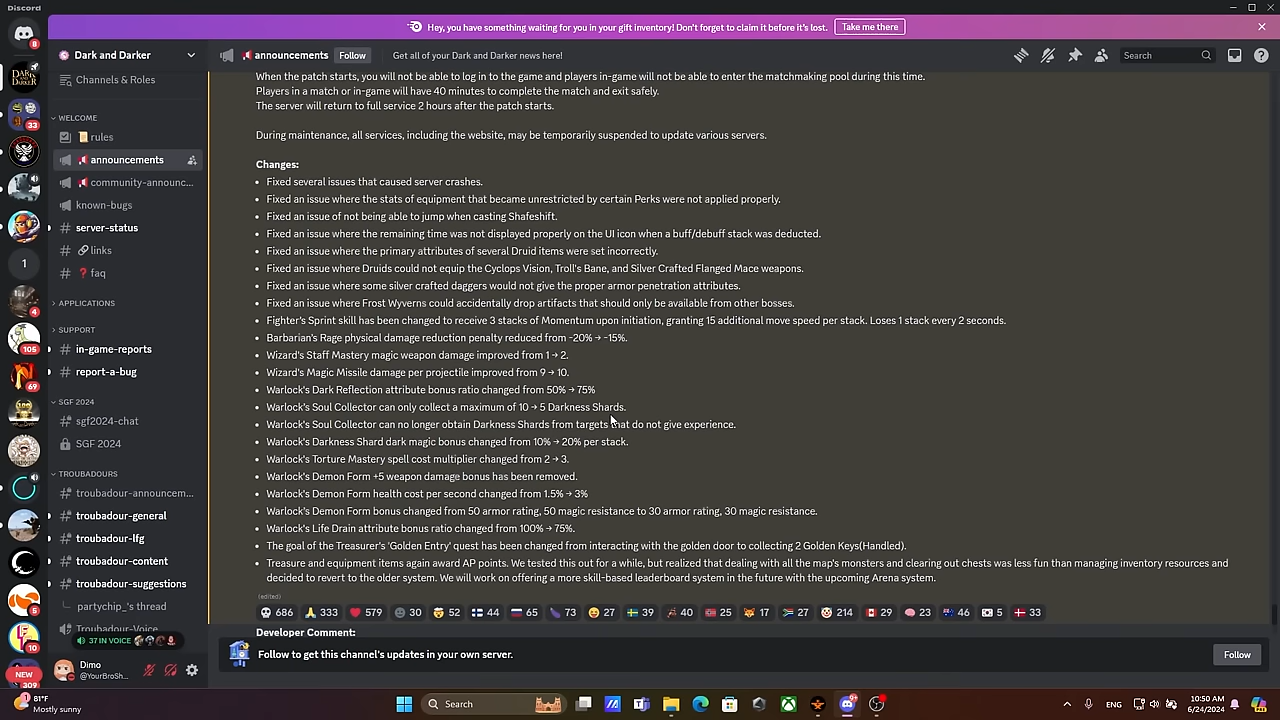 Discord
Hey, you have something waiting for you in your gift inventory! Don't forget to claim it before it's lost.
Take me there
Dark and Darker
announcements
Follow
Get all of your Dark and Darker news here!
Search
Channels & Roles
WELCOME
rules
announcements
community-announc...
known-bugs
server-status
links
faq
APPLICATIONS
SUPPORT
in-game-reports
report-a-bug
SGF 2024
sgf2024-chat
SGF 2024
TROUBADOURS
troubadour-announcem...
troubadour-general
troubadour-lfg
troubadour-content
troubadour-suggestions
partychip_'s thread
Troubadour-Voice
37 IN VOICE
Dimo
@YourBroSh...
8
33
1
4
105
69
5
10
NEW
309
When the patch starts, you will not be able to log in to the game and players in-game will not be able to enter the matchmaking pool during this time.
Players in a match or in-game will have 40 minutes to complete the match and exit safely.
The server will return to full service 2 hours after the patch starts.
During maintenance, all services, including the website, may be temporarily suspended to update various servers.
Changes:
• Fixed several issues that caused server crashes.
• Fixed an issue where the stats of equipment that became unrestricted by certain Perks were not applied properly.
• Fixed an issue of not being able to jump when casting Shafeshift.
• Fixed an issue where the remaining time was not displayed properly on the UI icon when a buff/debuff stack was deducted.
• Fixed an issue where the primary attributes of several Druid items were set incorrectly.
• Fixed an issue where Druids could not equip the Cyclops Vision, Troll's Bane, and Silver Crafted Flanged Mace weapons.
• Fixed an issue where some silver crafted daggers would not give the proper armor penetration attributes.
• Fixed an issue where Frost Wyverns could accidentally drop artifacts that should only be available from other bosses.
• Fighter's Sprint skill has been changed to receive 3 stacks of Momentum upon initiation, granting 15 additional move speed per stack. Loses 1 stack every 2 seconds.
• Barbarian's Rage physical damage reduction penalty reduced from -20% → -15%.
• Wizard's Staff Mastery magic weapon damage improved from 1 → 2.
• Wizard's Magic Missile damage per projectile improved from 9 → 10.
• Warlock's Dark Reflection attribute bonus ratio changed from 50% → 75%
• Warlock's Soul Collector can only collect a maximum of 10 → 5 Darkness Shards.
• Warlock's Soul Collector can no longer obtain Darkness Shards from targets that do not give experience.
• Warlock's Darkness Shard dark magic bonus changed from 10% → 20% per stack.
• Warlock's Torture Mastery spell cost multiplier changed from 2 → 3.
• Warlock's Demon Form +5 weapon damage bonus has been removed.
• Warlock's Demon Form health cost per second changed from 1.5% → 3%
• Warlock's Demon Form bonus changed from 50 armor rating, 50 magic resistance to 30 armor rating, 30 magic resistance.
• Warlock's Life Drain attribute bonus ratio changed from 100% → 75%.
• The goal of the Treasurer's 'Golden Entry' quest has been changed from interacting with the golden door to collecting 2 Golden Keys(Handled).
• Treasure and equipment items again award AP points. We tested this out for a while, but realized that dealing with all the map's monsters and clearing out chests was less fun than managing inventory resources and
decided to revert to the older system. We will work on offering a more skill-based leaderboard system in the future with the upcoming Arena system.
(edited)
686 333 579 30 52 44 65 73 27 39 40 25 17 27 214 29 23 46 5 33
Developer Comment:
Follow to get this channel's updates in your own server.
Follow
81°F
Mostly sunny
Search
ENG
10:50 AM
6/24/2024